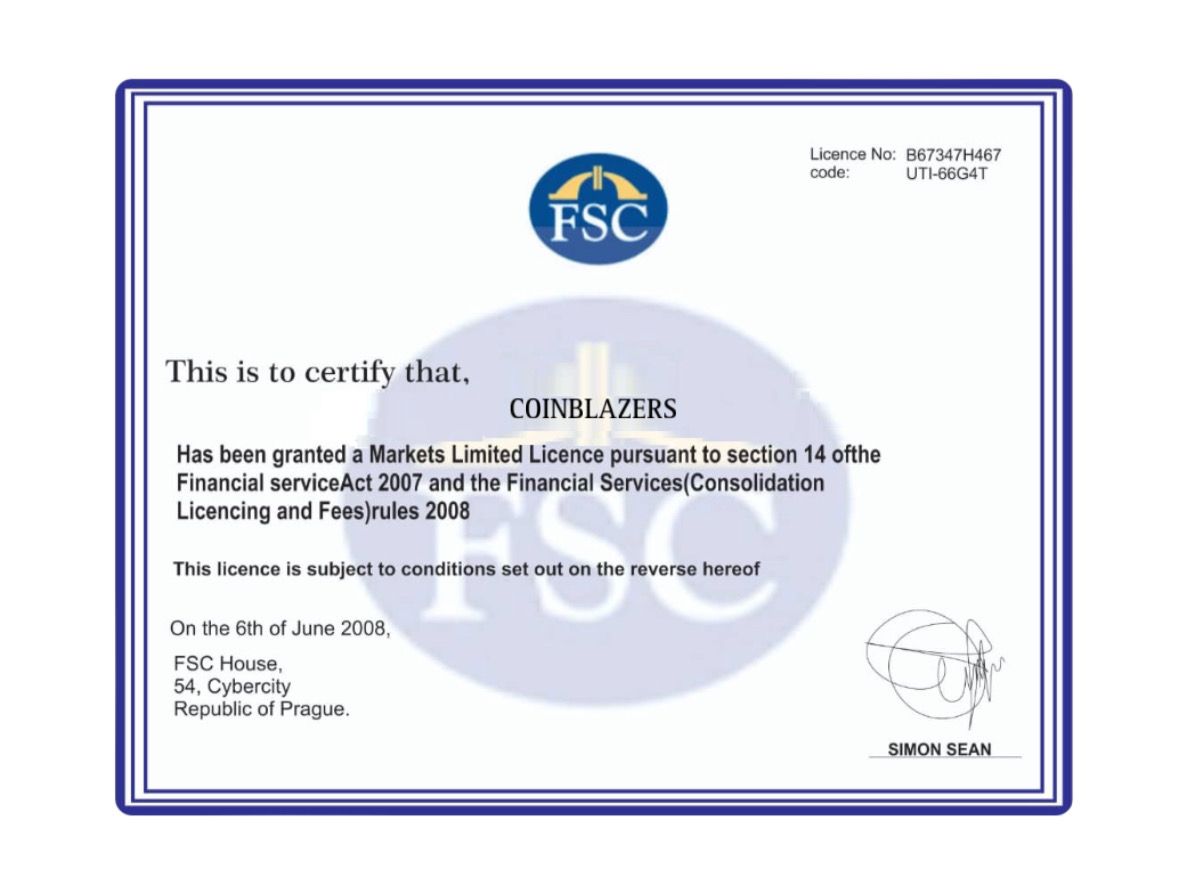 Licence No: B67347H467
code: UTI-66G4T
FSC
This is to certify that,
COINBLAZERS
Has been granted a Markets Limited Licence pursuant to section 14 ofthe
Financial serviceAct 2007 and the Financial Services(Consolidation
Licencing and Fees)rules 2008
FSC
This licence is subject to conditions set out on the reverse hereof
On the 6th of June 2008,
FSC House,
54, Cybercity
Republic of Prague.
SIMON SEAN